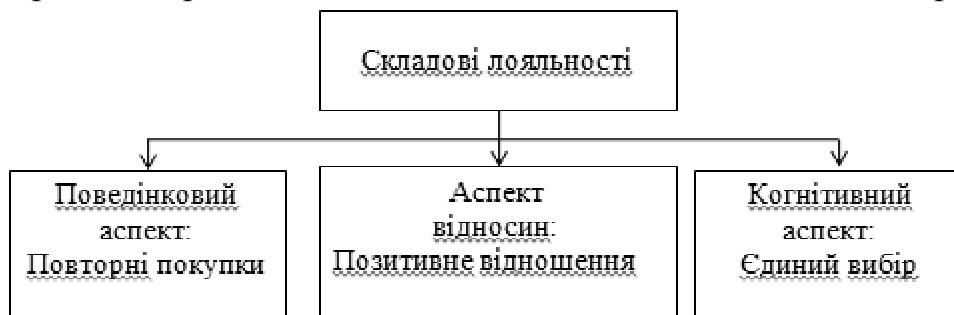 Складові лояльності
Поведінковий
аспект:
Повторні покупки
Аспект
відносин:
Позитивне відношення
Когнітивний
аспект:
Єдиний вибір